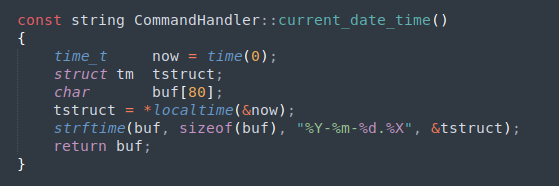 const string CommandHandler::current_date_time()
{
    time_t     now = time(0);
    struct tm  tstruct;
    char       buf[80];
    tstruct = *localtime(&now);
    strftime(buf, sizeof(buf), "%Y-%m-%d.%X", &tstruct);
    return buf;
}